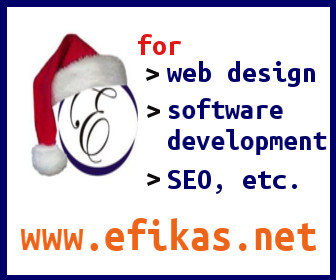 for
> web design
> software
development
> SEO, etc.
www.efikas.net